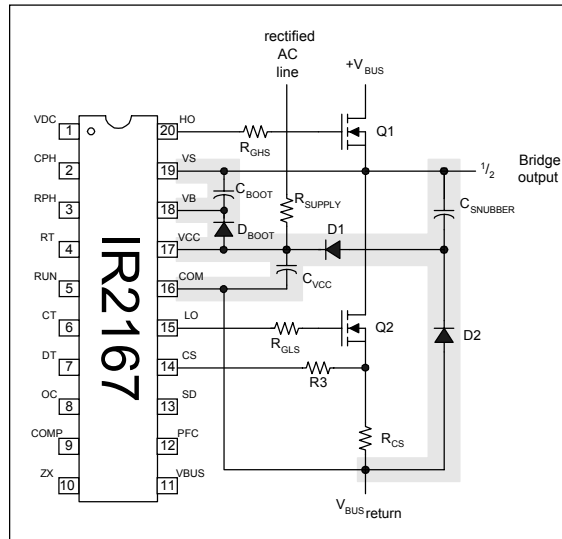 rectified
AC
line
+VBUS
VDC
1
HO
20
RGHS
Q1
CPH
2
VS
19
CBOOT
1/2
Bridge
output
RPH
3
VB
18
RSUPPLY
CSNUBBER
DBOOT
RT
4
VCC
17
D1
RUN
5
COM
16
CVCC
CT
6
LO
15
RGLS
Q2
D2
DT
7
CS
14
R3
OC
8
SD
13
COMP
9
PFC
12
RCS
ZX
10
VBUS
11
IR2167
VBUS return